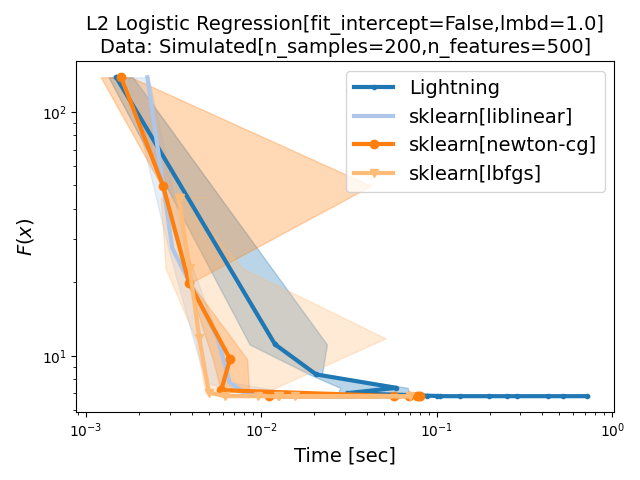 L2 Logistic Regression[fit_intercept=False,lmbd=1.0]
Data: Simulated[n_samples=200,n_features=500]
Lightning
sklearn[liblinear]
sklearn[newton-cg]
sklearn[lbfgs]
F(x)
10²
10¹
10⁻³
10⁻²
10⁻¹
10⁰
Time [sec]